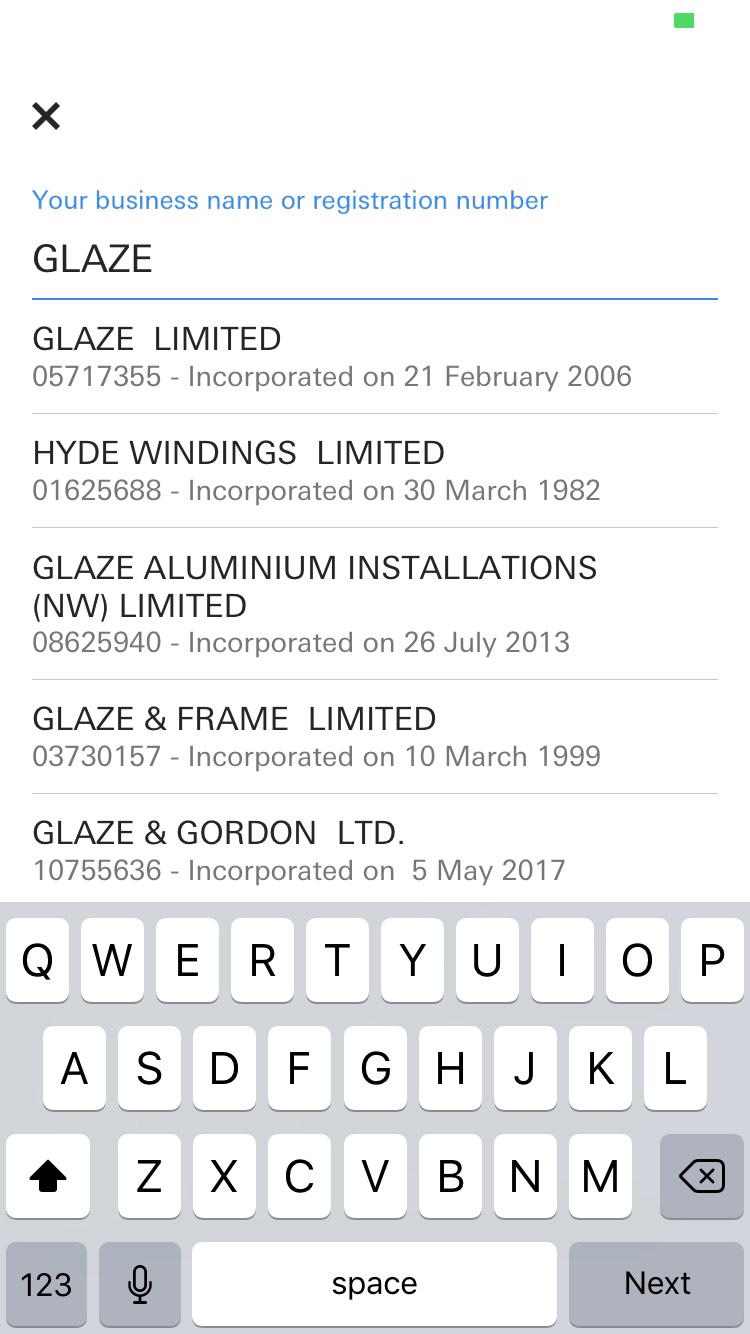 Your business name or registration number
GLAZE
GLAZE  LIMITED
05717355 - Incorporated on 21 February 2006
HYDE WINDINGS  LIMITED
01625688 - Incorporated on 30 March 1982
GLAZE ALUMINIUM INSTALLATIONS
(NW) LIMITED
08625940 - Incorporated on 26 July 2013
GLAZE & FRAME  LIMITED
03730157 - Incorporated on 10 March 1999
GLAZE & GORDON  LTD.
10755636 - Incorporated on  5 May 2017
Q W E R T Y U I O P
A S D F G H J K L
Z X C V B N M
123 space Next